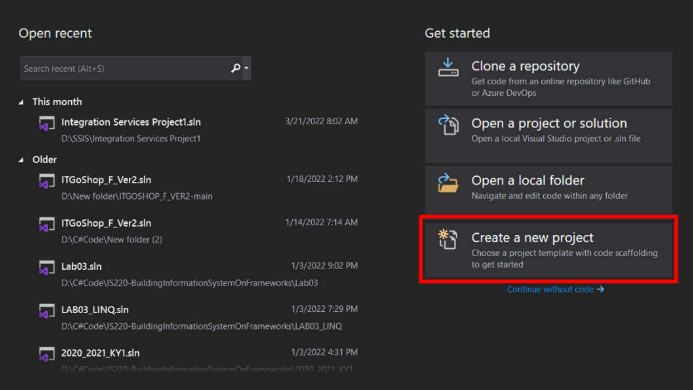 Open recent
Search recent (Alt+S)
This month
Integration Services Project1.sln
3/21/2022 8:02 AM
D:\SSIS\Integration Services Project1
Older
ITGoShop_F_Ver2.sln
1/18/2022 2:12 PM
D:\New folder\ITGOSHOP_F_VER2-main
ITGoShop_F_Ver2.sln
1/14/2022 7:14 AM
D:\C#Code\New folder (2)
Lab03.sln
1/3/2022 9:02 PM
D:\C#Code\IS220-BuildingInformationSystemOnFrameworks\Lab03
LAB03_LINQ.sln
1/3/2022 7:29 PM
D:\C#Code\IS220-BuildingInformationSystemOnFrameworks\LAB03_LINQ
2020_2021_KY1.sln
1/3/2022 4:31 PM
D:\C#Code\IS220-BuildingInformationSystemOnFrameworks\2020_2021_KY1
Get started
Clone a repository
Get code from an online repository like GitHub
or Azure DevOps
Open a project or solution
Open a local Visual Studio project or .sln file
Open a local folder
Navigate and edit code within any folder
Create a new project
Choose a project template with code scaffolding
to get started
Continue without code →